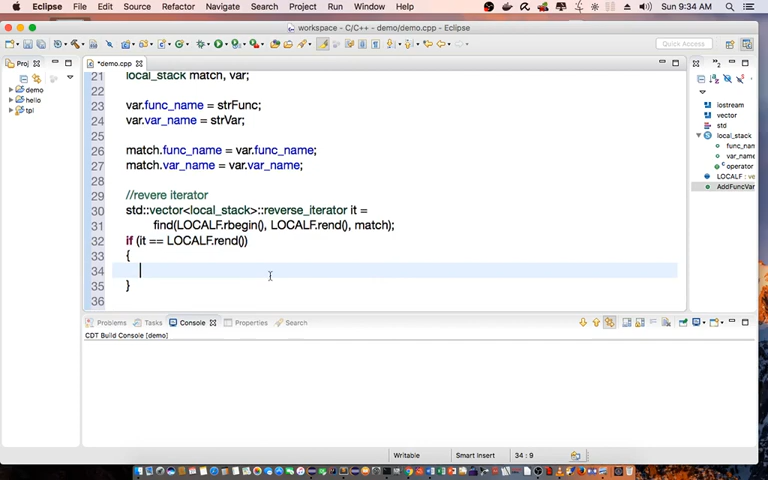 Eclipse File Edit Source Refactor Navigate Search Project Run Window Help Sun 9:34 AM
workspace - C/C++ - demo/demo.cpp - Eclipse
Quick Access
Proj *demo.cpp
demo
hello
tpl
21 local_stack match, var;
22
23 var.func_name = strFunc;
24 var.var_name = strVar;
25
26 match.func_name = var.func_name;
27 match.var_name = var.var_name;
28
29 //revere iterator
30 std::vector<local_stack>::reverse_iterator it =
31 find(LOCALF.rbegin(), LOCALF.rend(), match);
32 if (it == LOCALF.rend())
33 {
34
35 }
36
iostream
vector
std
local_stack
func_nam
var_name
operator
LOCALF : ve
AddFuncVar
Problems Tasks Console Properties Search
CDT Build Console [demo]
Writable Smart Insert 34 : 9